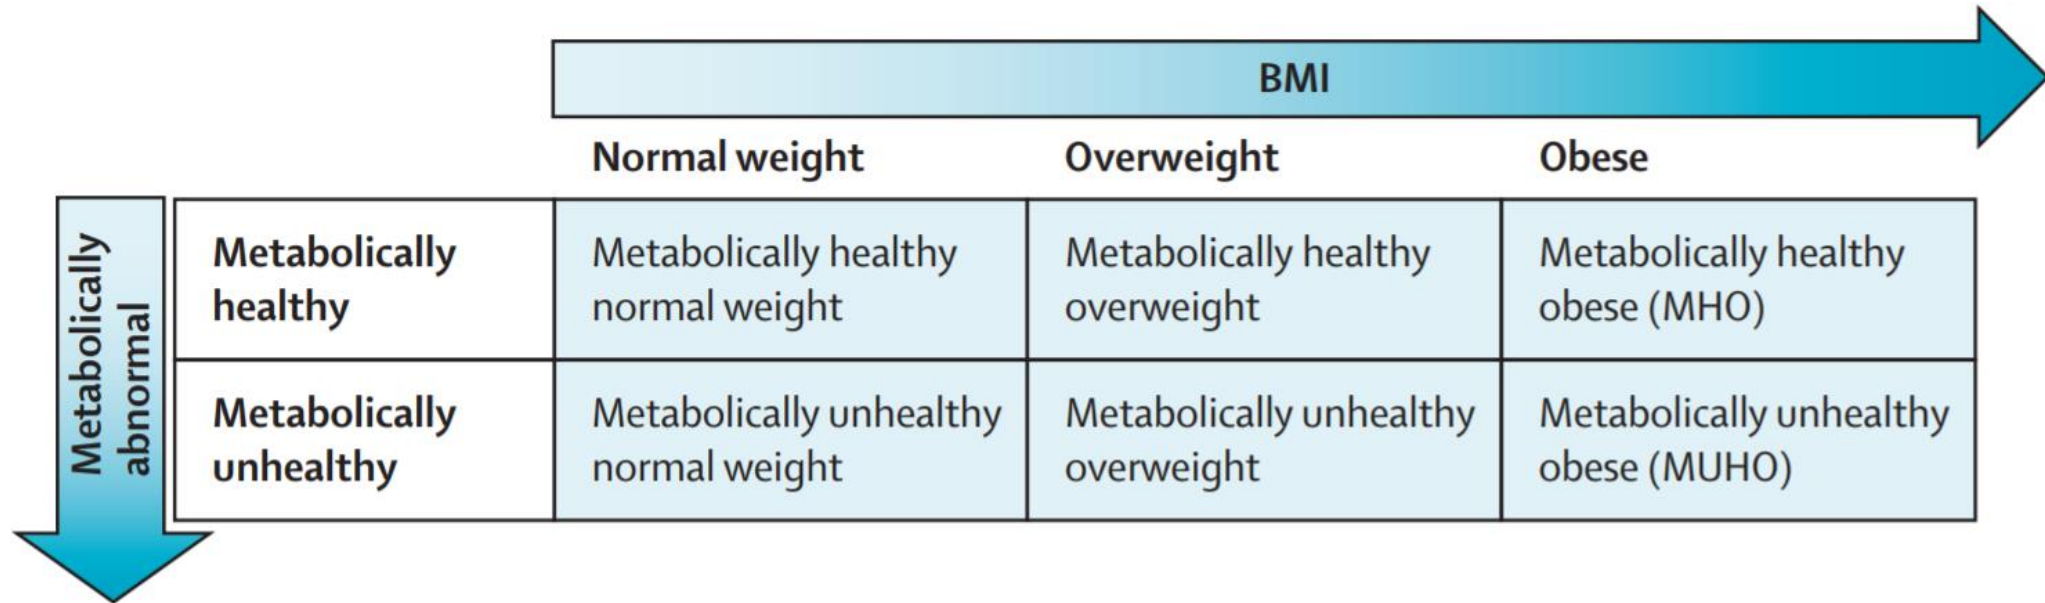 BMI
Normal weight
Overweight
Obese
Metabolically
abnormal
Metabolically
healthy
Metabolically healthy
normal weight
Metabolically healthy
overweight
Metabolically healthy
obese (MHO)
Metabolically
unhealthy
Metabolically unhealthy
normal weight
Metabolically unhealthy
overweight
Metabolically unhealthy
obese (MUHO)